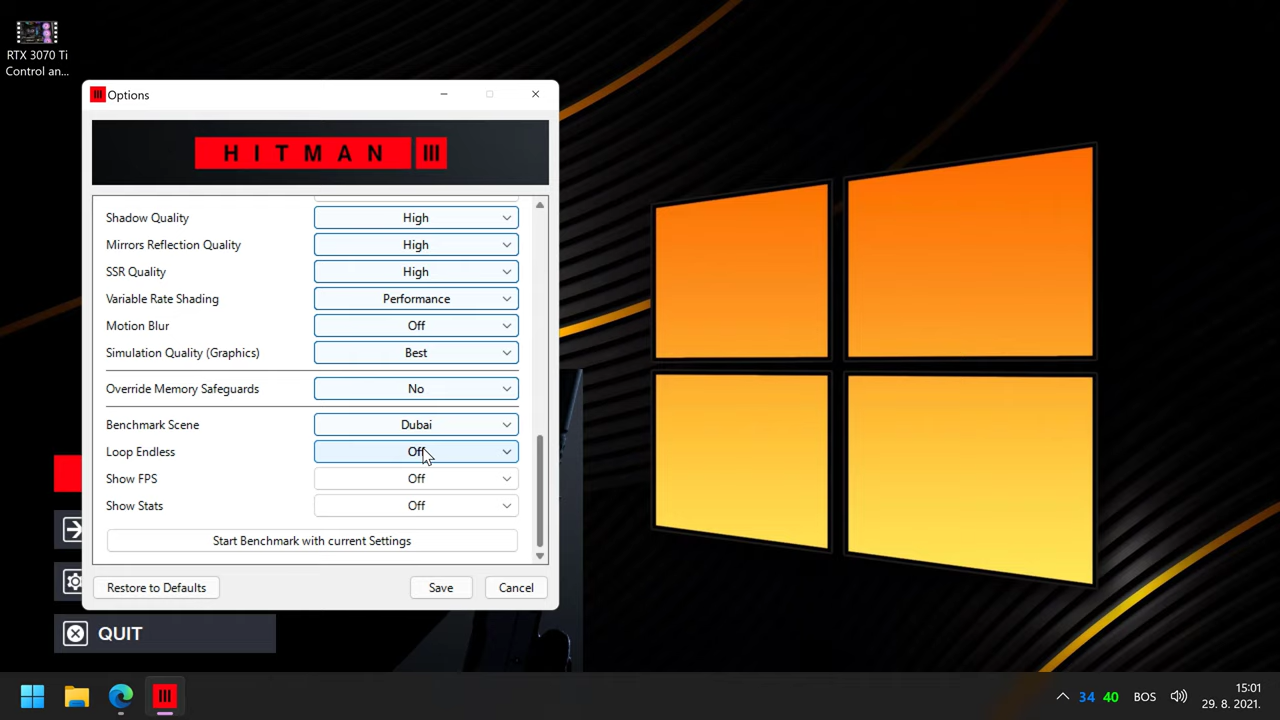 RTX 3070 Ti
Control an...
Options
HITMAN III
Shadow Quality High
Mirrors Reflection Quality High
SSR Quality High
Variable Rate Shading Performance
Motion Blur Off
Simulation Quality (Graphics) Best
Override Memory Safeguards No
Benchmark Scene Dubai
Loop Endless Off
Show FPS Off
Show Stats Off
Start Benchmark with current Settings
Restore to Defaults Save Cancel
QUIT
34 40 BOS 15:01
29. 8. 2021.